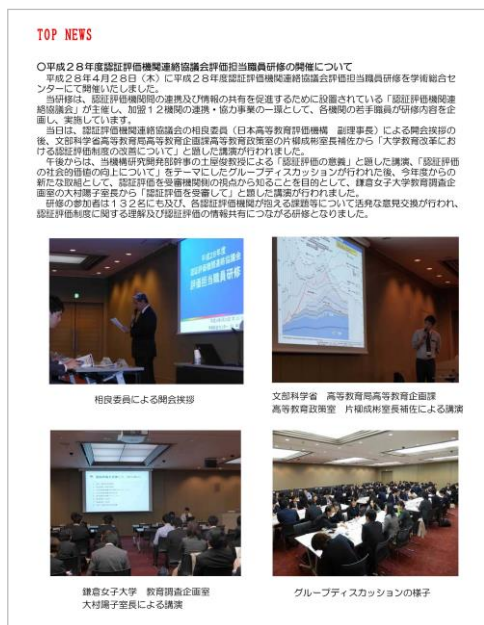 TOP NEWS
○平成28年度認証評価機関連絡協議会評価担当職員研修の開催について
平成28年4月28日（木）に平成28年度認証評価機関連絡協議会評価担当職員研修を学術総合セ
ンターにて開催いたしました。
当研修は、認証評価機関間の連携及び情報の共有を促進するために設置されている「認証評価機関連
絡協議会」が主催し、加盟12機関の連携・協力事業の一環として、各機関の若手職員が研修内容を企
画し、実施しています。
当日は、認証評価機関連絡協議会の相良委員（日本高等教育評価機構　副理事長）による開会挨拶の
後、文部科学省高等教育局高等教育企画課高等教育政策室の片柳成彬室長補佐から「大学教育改革にお
ける認証評価制度の改善について」と題した講演が行われました。
午後からは、当機構研究開発部幹事の土屋俊教授による「認証評価の意義」と題した講演、「認証評価
の社会的価値の向上について」をテーマにしたグループディスカッションが行われた後、今年度からの
新たな取組として、認証評価を受審機関側の視点から知ることを目的として、鎌倉女子大学教育調査企
画室の大村陽子室長から「認証評価を受審して」と題した講演が行われました。
研修の参加者は132名にも及び、各認証評価機関が抱える課題等について活発な意見交換が行われ、
認証評価制度に関する理解及び認証評価の情報共有につながる研修となりました。
平成28年度
認証評価機関連絡協議会
評価担当職員研修
相良委員による開会挨拶
文部科学省　高等教育局高等教育企画課
高等教育政策室　片柳成彬室長補佐による講演
鎌倉女子大学　教育調査企画室
大村陽子室長による講演
グループディスカッションの様子